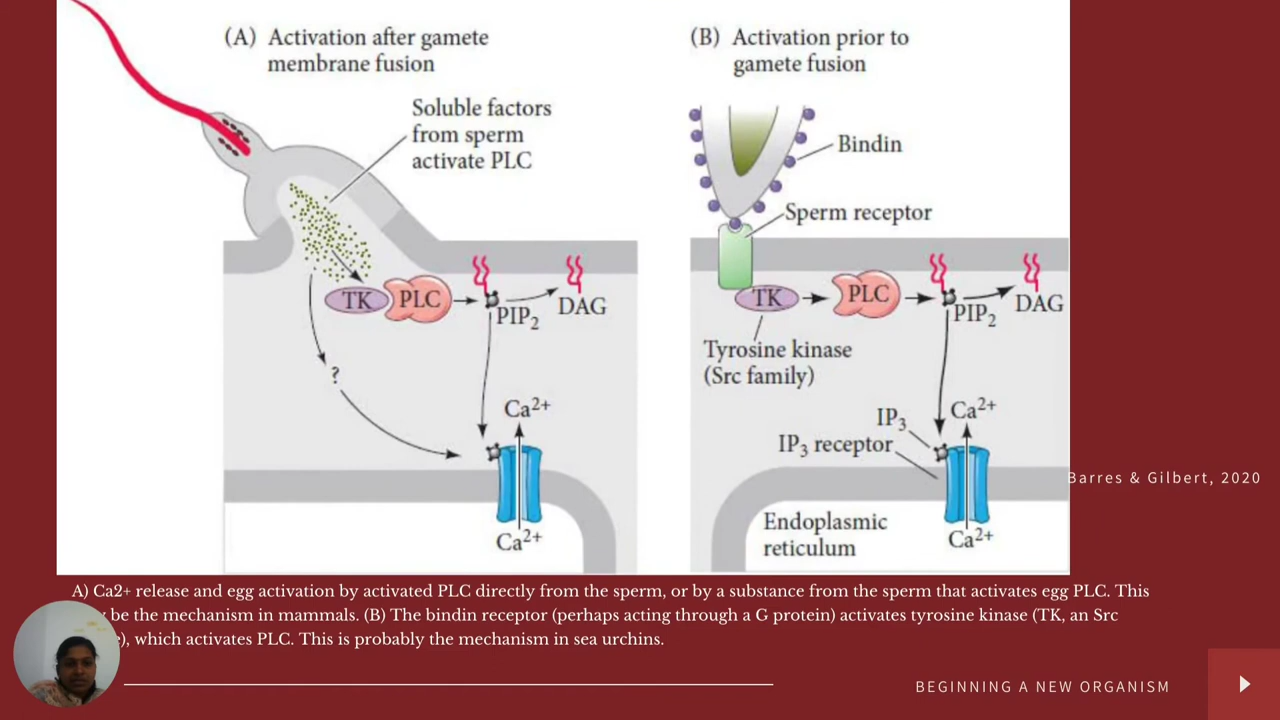 (A) Activation after gamete
membrane fusion
Soluble factors
from sperm
activate PLC
TK
PLC
PIP2
DAG
?
Ca2+
Ca2+
(B) Activation prior to
gamete fusion
Bindin
Sperm receptor
TK
PLC
PIP2
DAG
Tyrosine kinase
(Src family)
IP3
Ca2+
IP3 receptor
Endoplasmic
reticulum
Ca2+
Barres & Gilbert, 2020
A) Ca2+ release and egg activation by activated PLC directly from the sperm, or by a substance from the sperm that activates egg PLC. This
be the mechanism in mammals. (B) The bindin receptor (perhaps acting through a G protein) activates tyrosine kinase (TK, an Src
), which activates PLC. This is probably the mechanism in sea urchins.
BEGINNING A NEW ORGANISM